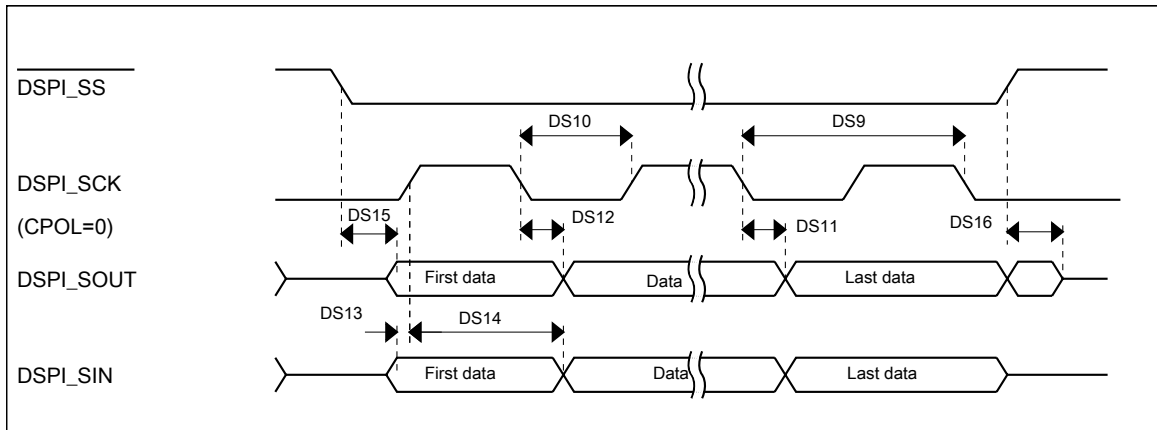 DSPI_SS
DS10
DS9
DSPI_SCK
(CPOL=0)
DS15
DS12
DS11
DS16
DSPI_SOUT
First data
Data
Last data
DS13
DS14
DSPI_SIN
First data
Data
Last data